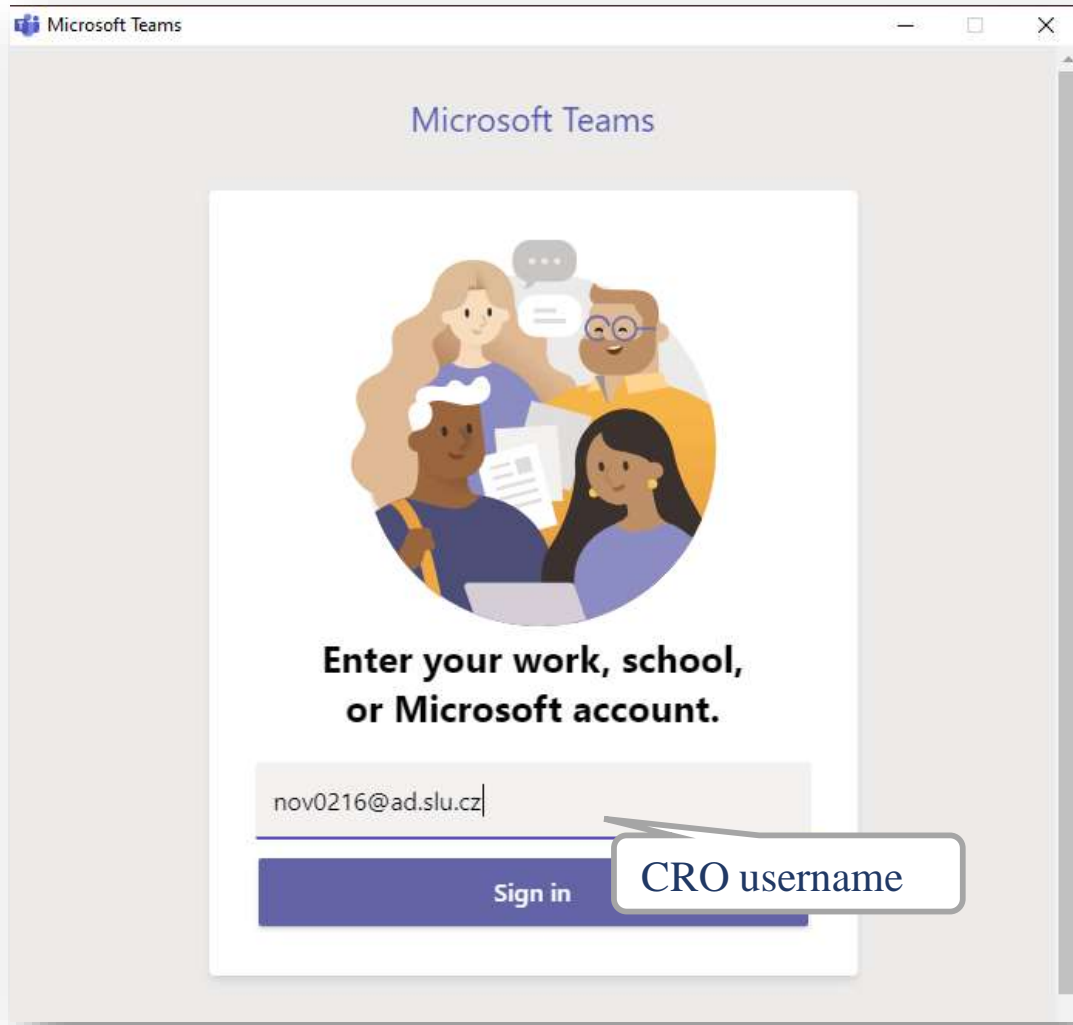 Microsoft Teams
Microsoft Teams
Enter your work, school,
or Microsoft account.
nov0216@ad.slu.cz
CRO username
Sign in